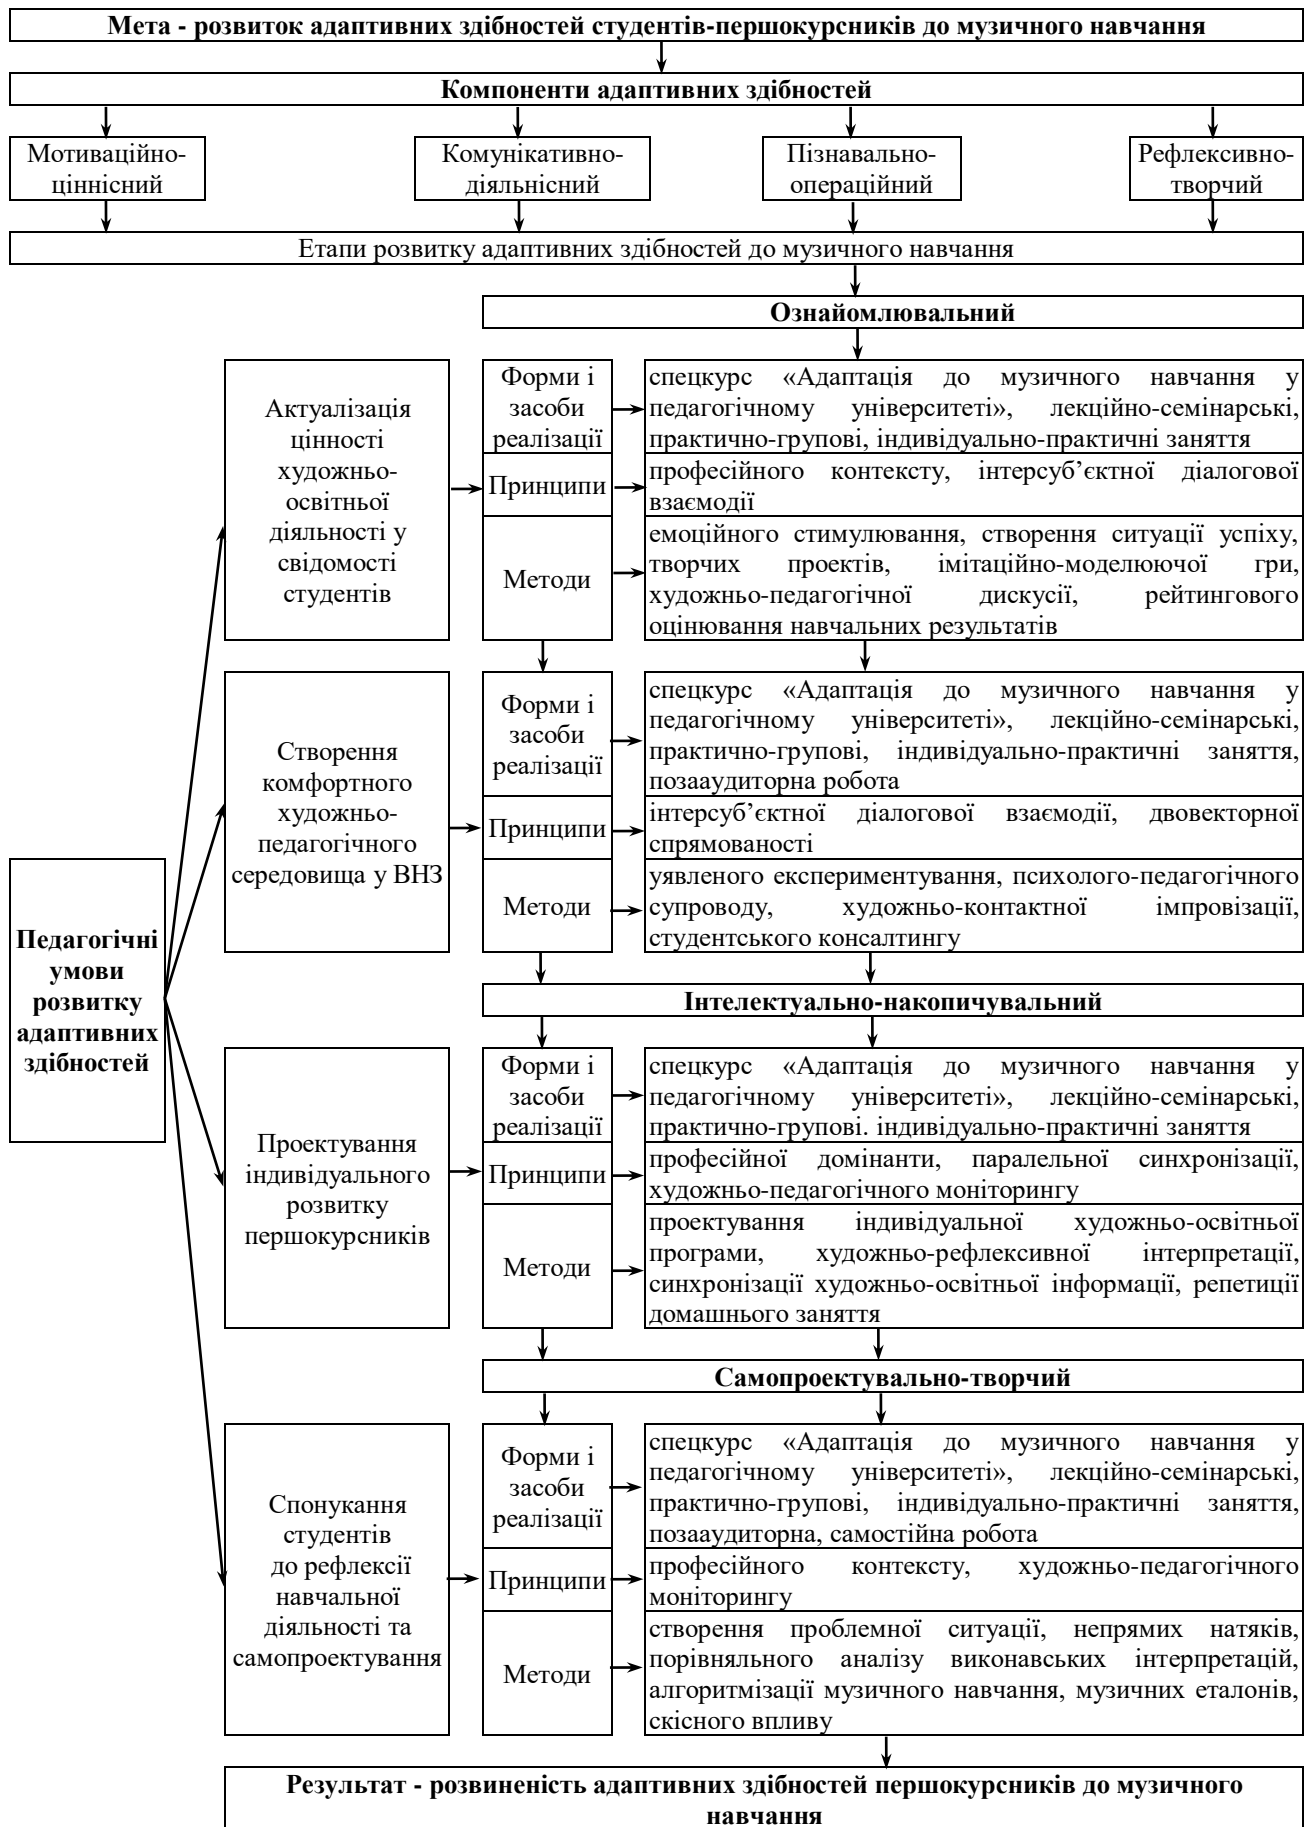 Мета - розвиток адаптивних здібностей студентів-першокурсників до музичного навчання
Компоненти адаптивних здібностей
Мотиваційно-
ціннісний
Комунікативно-
діяльнісний
Пізнавально-
операційний
Рефлексивно-
творчий
Етапи розвитку адаптивних здібностей до музичного навчання
Ознайомлювальний
Педагогічні
умови
розвитку
адаптивних
здібностей
Актуалізація
цінності
художньо-
освітньої
діяльності у
свідомості
студентів
Форми і
засоби
реалізації
спецкурс «Адаптація до музичного навчання у
педагогічному університеті», лекційно-семінарські,
практично-групові, індивідуально-практичні заняття
Принципи
професійного контексту, інтерсуб’єктної діалогової
взаємодії
Методи
емоційного стимулювання, створення ситуації успіху,
творчих проектів, імітаційно-моделюючої гри,
художньо-педагогічної дискусії, рейтингового
оцінювання навчальних результатів
Створення
комфортного
художньо-
педагогічного
середовища у ВНЗ
Форми і
засоби
реалізації
спецкурс «Адаптація до музичного навчання у
педагогічному університеті», лекційно-семінарські,
практично-групові, індивідуально-практичні заняття,
позааудиторна робота
Принципи
інтерсуб’єктної діалогової взаємодії, двовекторної
спрямованості
Методи
уявленого експериментування, психолого-педагогічного
супроводу, художньо-контактної імпровізації,
студентського консалтингу
Інтелектуально-накопичувальний
Проектування
індивідуального
розвитку
першокурсників
Форми і
засоби
реалізації
спецкурс «Адаптація до музичного навчання у
педагогічному університеті», лекційно-семінарські,
практично-групові. індивідуально-практичні заняття
Принципи
професійної домінанти, паралельної синхронізації,
художньо-педагогічного моніторингу
Методи
проектування індивідуальної художньо-освітньої
програми, художньо-рефлексивної інтерпретації,
синхронізації художньо-освітньої інформації, репетиції
домашнього заняття
Самопроектувально-творчий
Спонукання
студентів
до рефлексії
навчальної
діяльності та
самопроектування
Форми і
засоби
реалізації
спецкурс «Адаптація до музичного навчання у
педагогічному університеті», лекційно-семінарські,
практично-групові, індивідуально-практичні заняття,
позааудиторна, самостійна робота
Принципи
професійного контексту, художньо-педагогічного
моніторингу
Методи
створення проблемної ситуації, непрямих натяків,
порівняльного аналізу виконавських інтерпретацій,
алгоритмізації музичного навчання, музичних еталонів,
скісного впливу
Результат - розвиненість адаптивних здібностей першокурсників до музичного
навчання